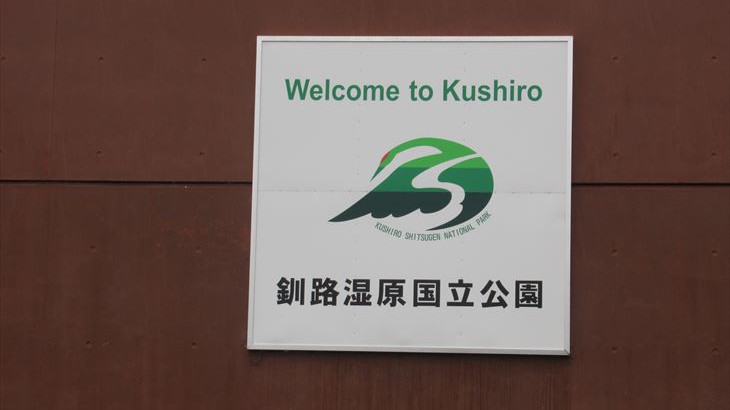 Welcome to Kushiro
KUSHIRO SHITSUGEN NATIONAL PARK
釧路湿原国立公園